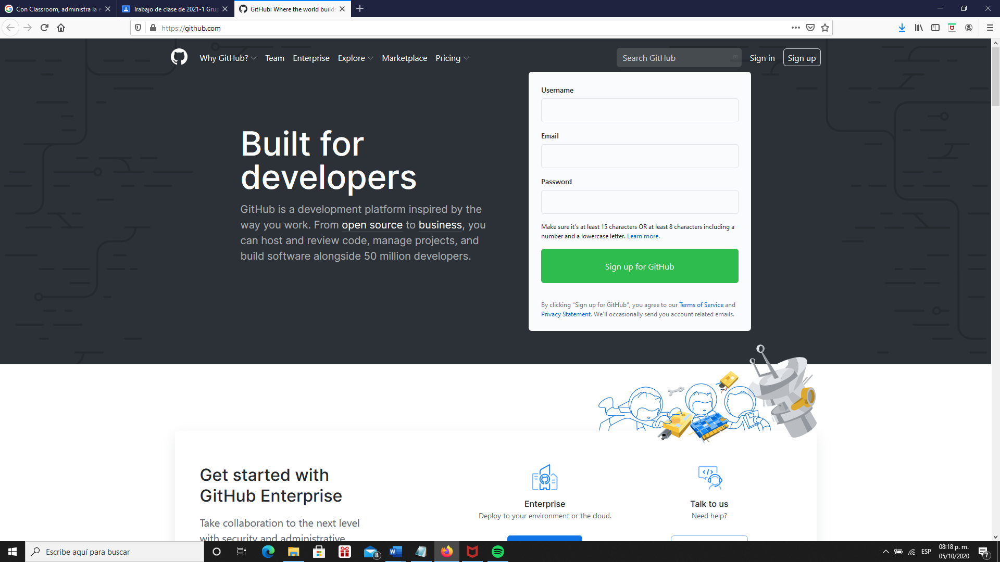 Con Classroom, administra la e
Trabajo de clase de 2021-1 Grup
GitHub: Where the world builds
https://github.com
Why GitHub?
Team
Enterprise
Explore
Marketplace
Pricing
Search GitHub
Sign in
Sign up
Built for
developers
GitHub is a development platform inspired by the
way you work. From open source to business, you
can host and review code, manage projects, and
build software alongside 50 million developers.
Username
Email
Password
Make sure it's at least 15 characters OR at least 8 characters including a
number and a lowercase letter. Learn more.
Sign up for GitHub
By clicking “Sign up for GitHub”, you agree to our Terms of Service and
Privacy Statement. We’ll occasionally send you account related emails.
Get started with
GitHub Enterprise
Take collaboration to the next level
with security and administrative
Enterprise
Deploy to your environment or the cloud.
Talk to us
Need help?
Escribe aquí para buscar
8
ESP
08:18 p. m.
05/10/2020
7